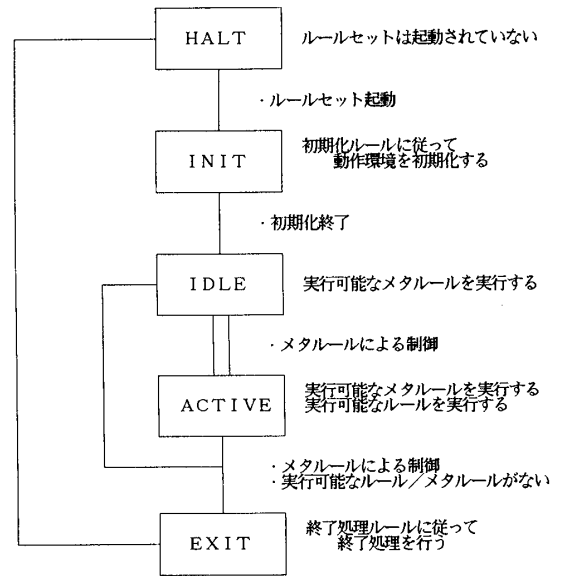 HALT
ルールセットは起動されていない
・ルールセット起動
INIT
初期化ルールに従って
動作環境を初期化する
・初期化終了
IDLE
実行可能なメタルールを実行する
・メタルールによる制御
ACTIVE
実行可能なメタルールを実行する
実行可能なルールを実行する
・メタルールによる制御
・実行可能なルール／メタルールがない
EXIT
終了処理ルールに従って
終了処理を行う